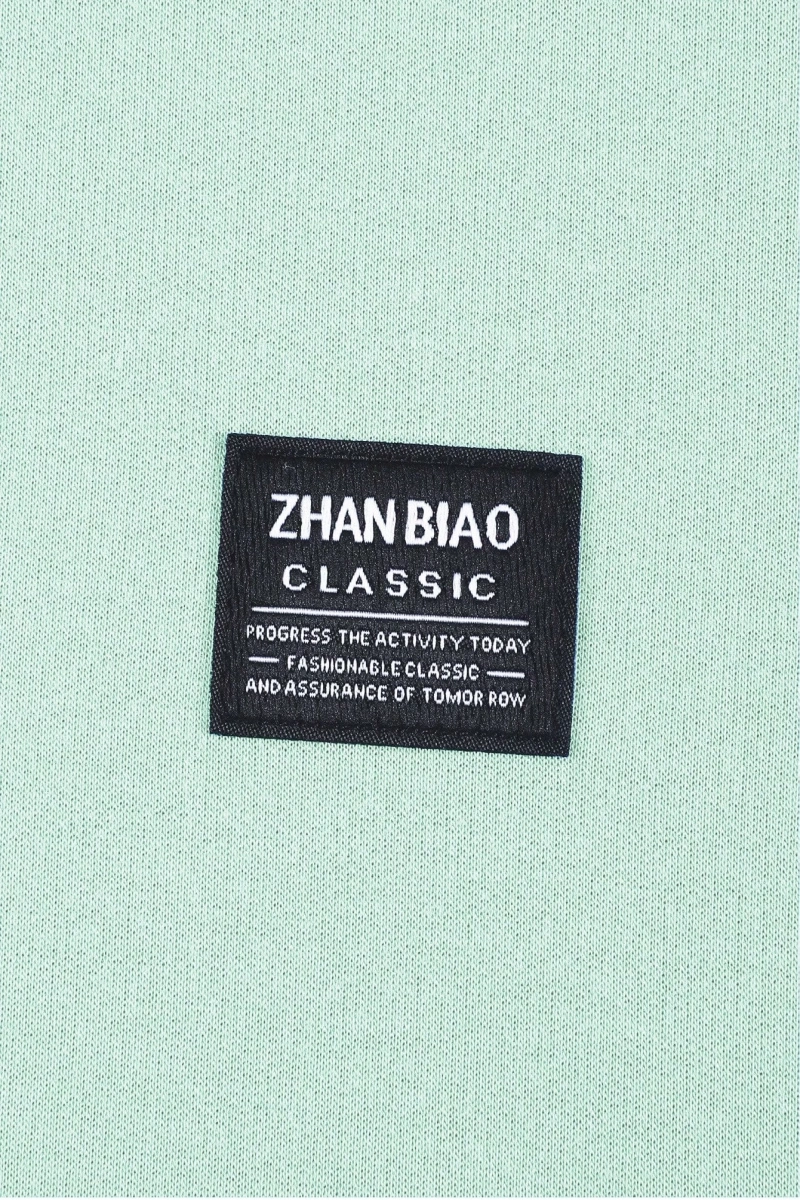 ZHAN BIAO
CLASSIC
PROGRESS THE ACTIVITY TODAY
FASHIONABLE CLASSIC
AND ASSURANCE OF TOMOR ROW